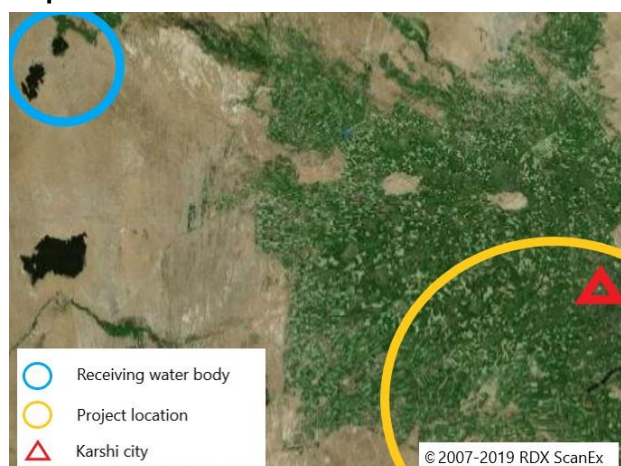 Receiving water body
Project location
Karshi city
© 2007-2019 RDX ScanEx